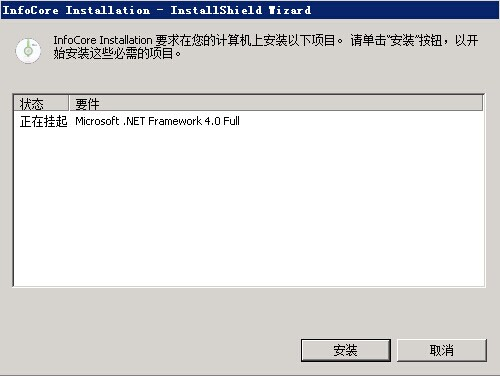 InfoCore Installation - InstallShield Wizard
InfoCore Installation 要求在您的计算机上安装以下项目。 请单击“安装”按钮，以开
始安装这些必需的项目。
状态 要件
正在挂起 Microsoft .NET Framework 4.0 Full
安装 取消